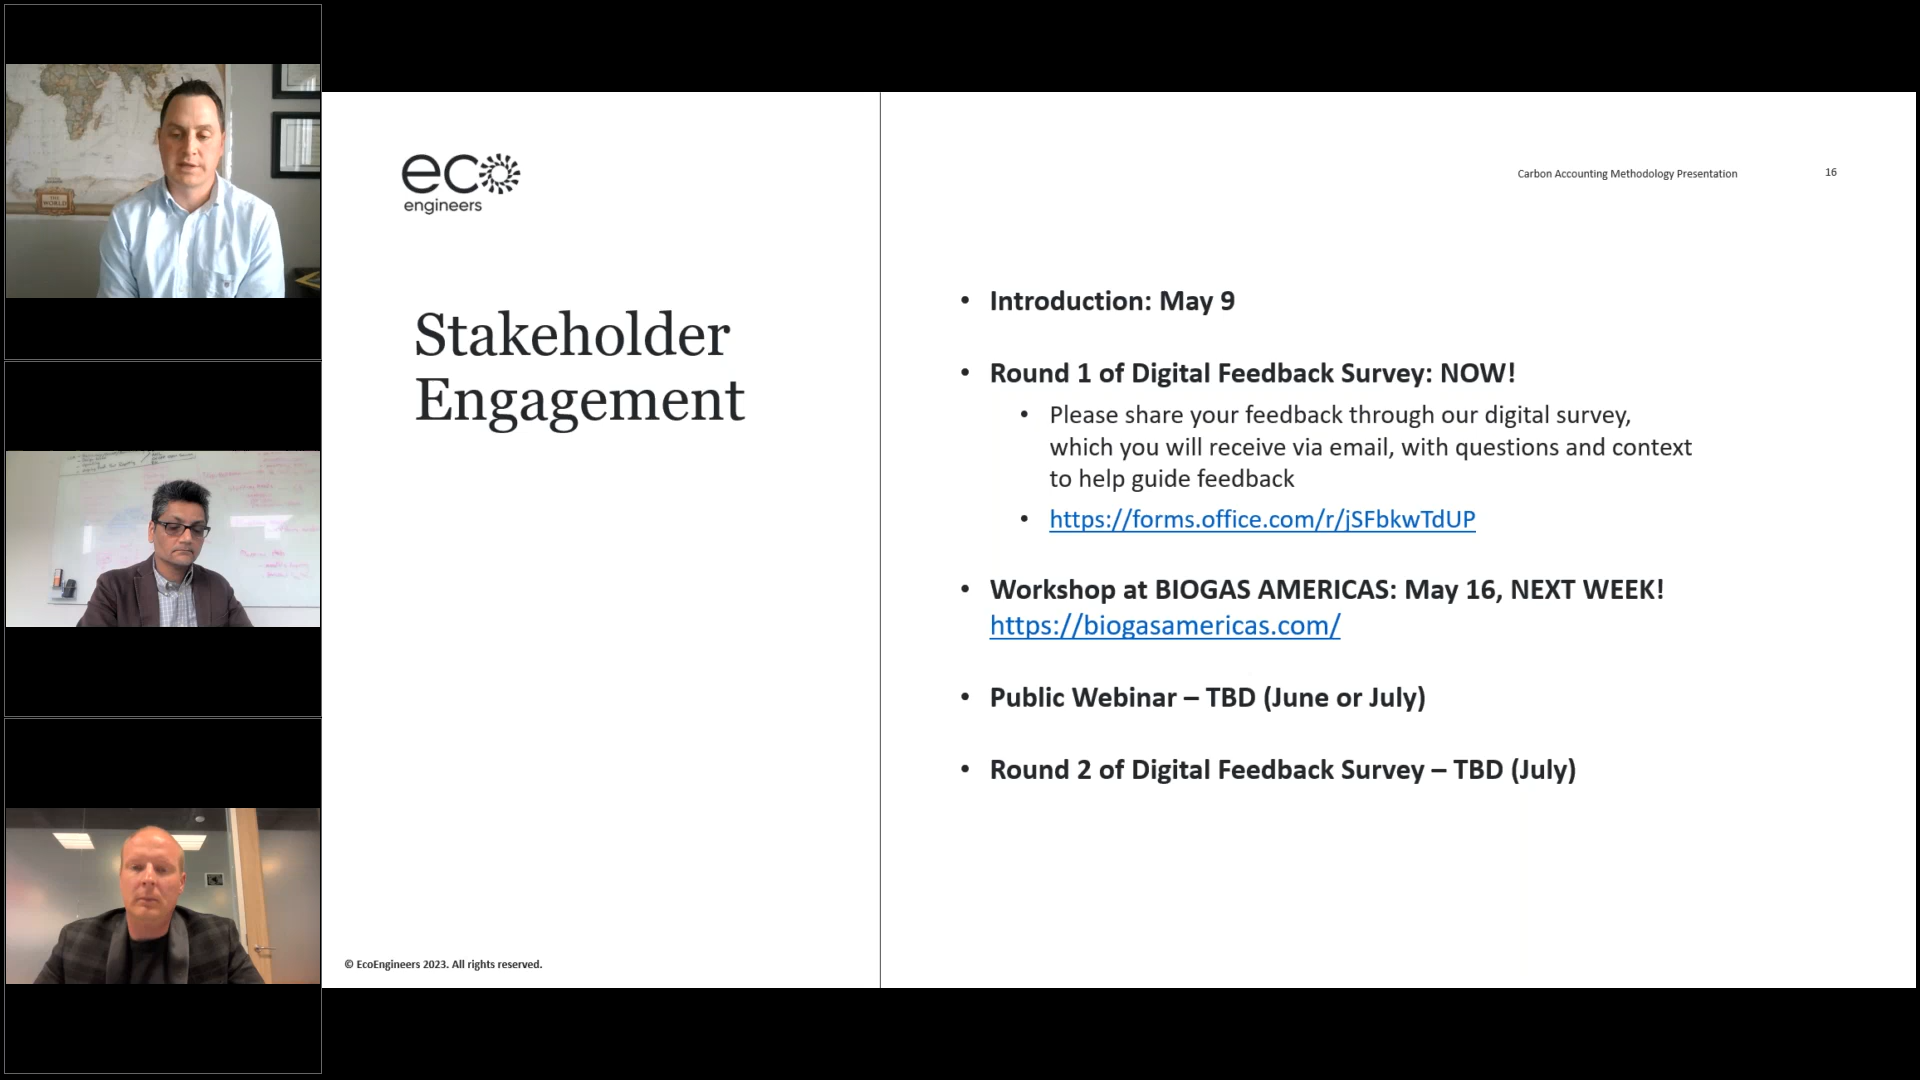 THE
WORLD
eco
engineers
Carbon Accounting Methodology Presentation
16
Stakeholder
Engagement
• Introduction: May 9
• Round 1 of Digital Feedback Survey: NOW!
• Please share your feedback through our digital survey,
which you will receive via email, with questions and context
to help guide feedback
• https://forms.office.com/r/jSFbkwTdUP
• Workshop at BIOGAS AMERICAS: May 16, NEXT WEEK!
https://biogasamericas.com/
• Public Webinar – TBD (June or July)
• Round 2 of Digital Feedback Survey – TBD (July)
© EcoEngineers 2023. All rights reserved.